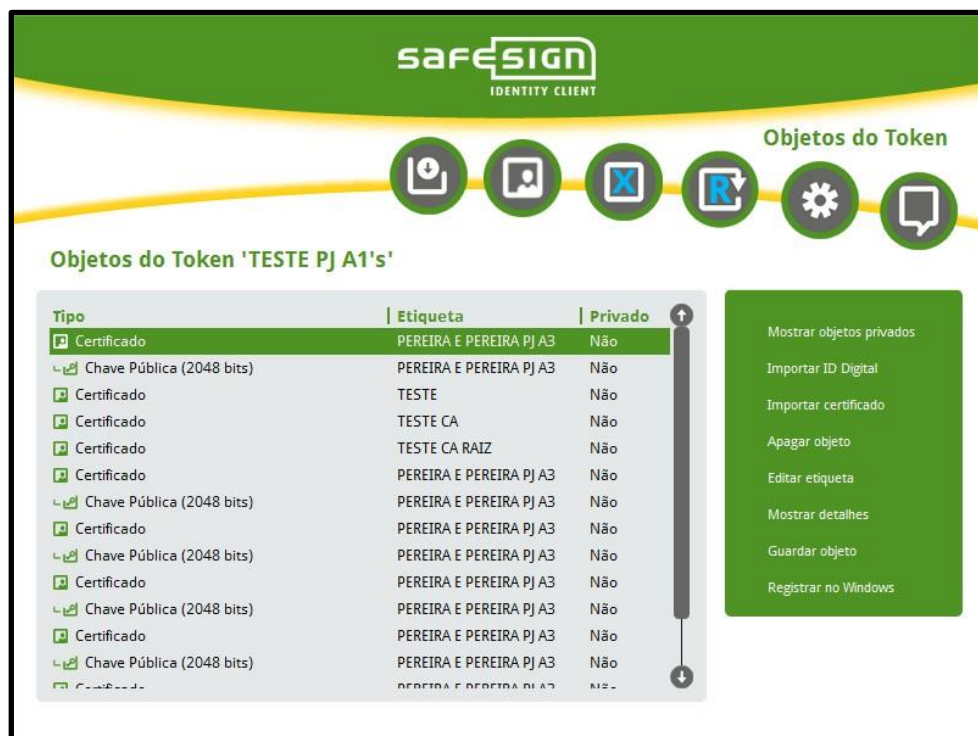 safesign
IDENTITY CLIENT
Objetos do Token
X
R
Objetos do Token 'TESTE PJ A1's'
Tipo Etiqueta Privado
Certificado PEREIRA E PEREIRA PJ A3 Não
Chave Pública (2048 bits) PEREIRA E PEREIRA PJ A3 Não
Certificado TESTE Não
Certificado TESTE CA Não
Certificado TESTE CA RAIZ Não
Certificado PEREIRA E PEREIRA PJ A3 Não
Chave Pública (2048 bits) PEREIRA E PEREIRA PJ A3 Não
Certificado PEREIRA E PEREIRA PJ A3 Não
Chave Pública (2048 bits) PEREIRA E PEREIRA PJ A3 Não
Certificado PEREIRA E PEREIRA PJ A3 Não
Chave Pública (2048 bits) PEREIRA E PEREIRA PJ A3 Não
Certificado PEREIRA E PEREIRA PJ A3 Não
Chave Pública (2048 bits) PEREIRA E PEREIRA PJ A3 Não
Certificado PEREIRA E PEREIRA PJ A3 Não
Mostrar objetos privados
Importar ID Digital
Importar certificado
Apagar objeto
Editar etiqueta
Mostrar detalhes
Guardar objeto
Registrar no Windows